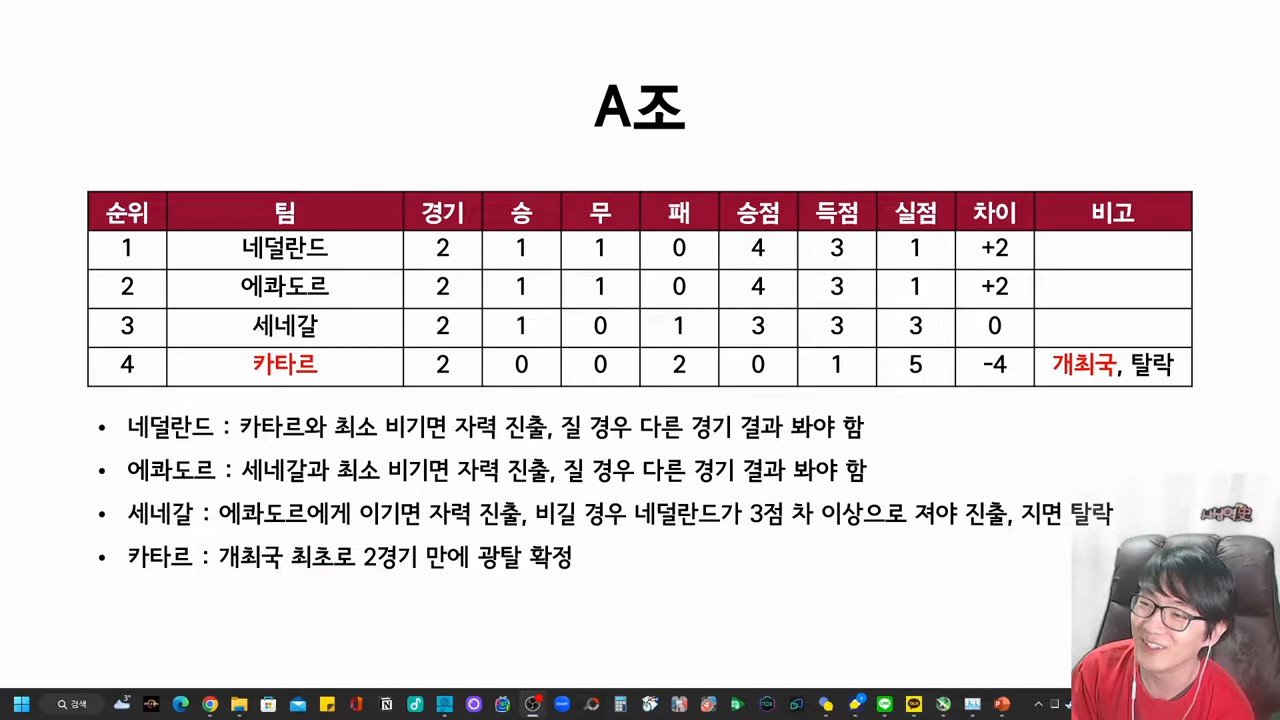 A조
순위 팀 경기 승 무 패 승점 득점 실점 차이 비고
1 네덜란드 2 1 1 0 4 3 1 +2
2 에콰도르 2 1 1 0 4 3 1 +2
3 세네갈 2 1 0 1 3 3 3 0
4 카타르 2 0 0 2 0 1 5 -4 개최국, 탈락
• 네덜란드 : 카타르와 최소 비기면 자력 진출, 질 경우 다른 경기 결과 봐야 함
• 에콰도르 : 세네갈과 최소 비기면 자력 진출, 질 경우 다른 경기 결과 봐야 함
• 세네갈 : 에콰도르에게 이기면 자력 진출, 비길 경우 네덜란드가 3점 차 이상으로 져야 진출, 지면 탈락
• 카타르 : 개최국 최초로 2경기 만에 광탈 확정
검색
3°